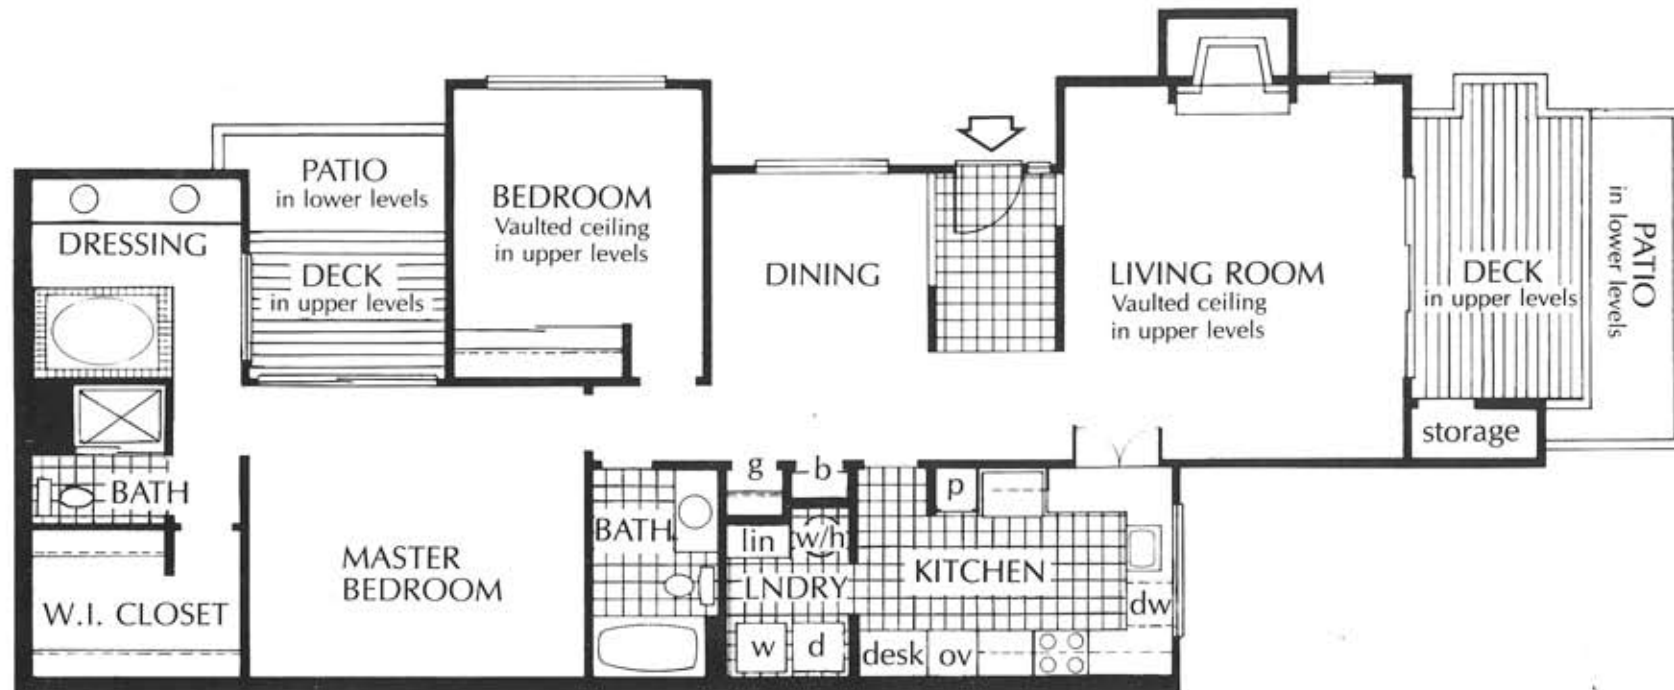 PATIO
in lower levels
BEDROOM
Vaulted ceiling
in upper levels
DRESSING
DECK
in upper levels
DINING
LIVING ROOM
Vaulted ceiling
in upper levels
DECK
in upper levels
PATIO
in lower levels
storage
g
b
p
BATH
BATH
lin
w/h
MASTER
BEDROOM
LNDRY
KITCHEN
W.I. CLOSET
dw
w
d
desk
ov